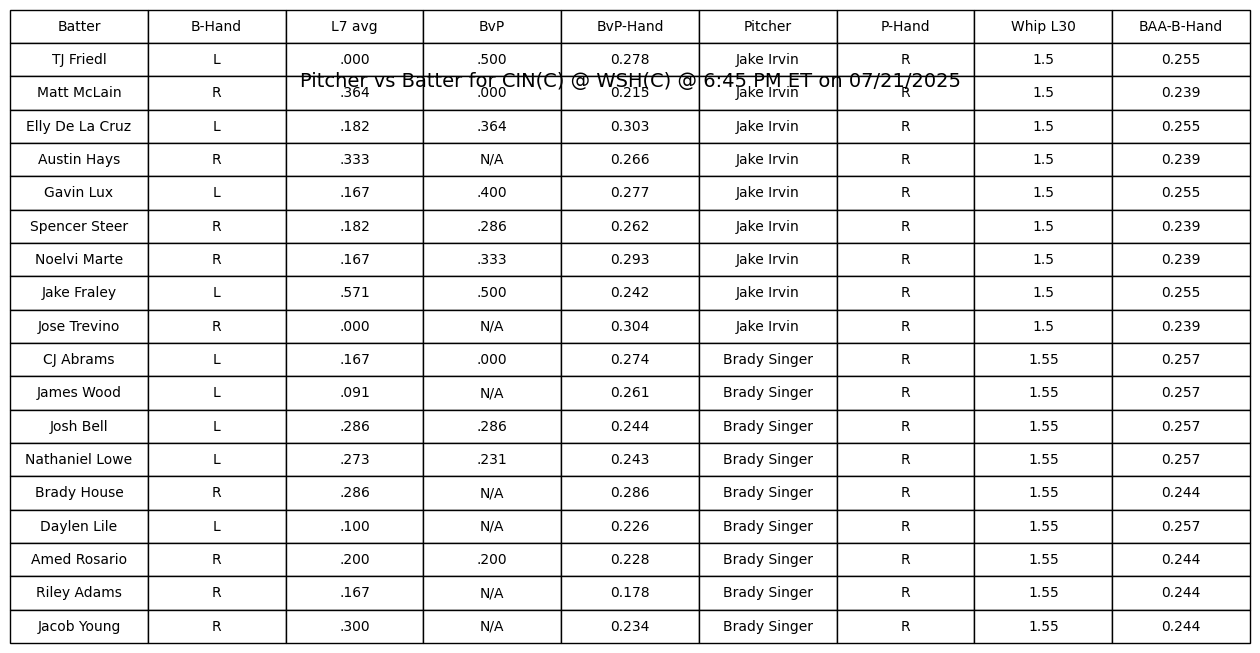 Batter B-Hand L7 avg BvP BvP-Hand Pitcher P-Hand Whip L30 BAA-B-Hand
TJ Friedl L .000 .500 0.278 Jake Irvin R 1.5 0.255
Pitcher vs Batter for CIN(C) @ WSH(C) @ 6:45 PM ET on 07/21/2025
Matt McLain R .364 .000 0.215 Jake Irvin R 1.5 0.239
Elly De La Cruz L .182 .364 0.303 Jake Irvin R 1.5 0.255
Austin Hays R .333 N/A 0.266 Jake Irvin R 1.5 0.239
Gavin Lux L .167 .400 0.277 Jake Irvin R 1.5 0.255
Spencer Steer R .182 .286 0.262 Jake Irvin R 1.5 0.239
Noelvi Marte R .167 .333 0.293 Jake Irvin R 1.5 0.239
Jake Fraley L .571 .500 0.242 Jake Irvin R 1.5 0.255
Jose Trevino R .000 N/A 0.304 Jake Irvin R 1.5 0.239
CJ Abrams L .167 .000 0.274 Brady Singer R 1.55 0.257
James Wood L .091 N/A 0.261 Brady Singer R 1.55 0.257
Josh Bell L .286 .286 0.244 Brady Singer R 1.55 0.257
Nathaniel Lowe L .273 .231 0.243 Brady Singer R 1.55 0.257
Brady House R .286 N/A 0.286 Brady Singer R 1.55 0.244
Daylen Lile L .100 N/A 0.226 Brady Singer R 1.55 0.257
Amed Rosario R .200 .200 0.228 Brady Singer R 1.55 0.244
Riley Adams R .167 N/A 0.178 Brady Singer R 1.55 0.244
Jacob Young R .300 N/A 0.234 Brady Singer R 1.55 0.244